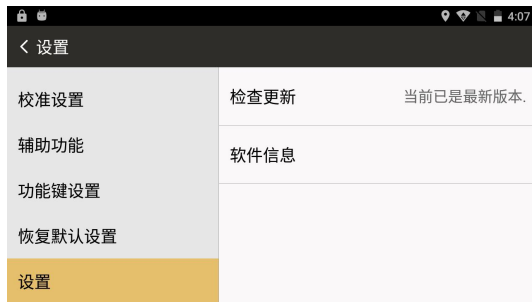 4:07
设置
校准设置
辅助功能
功能键设置
恢复默认设置
设置
检查更新
当前已是最新版本.
软件信息